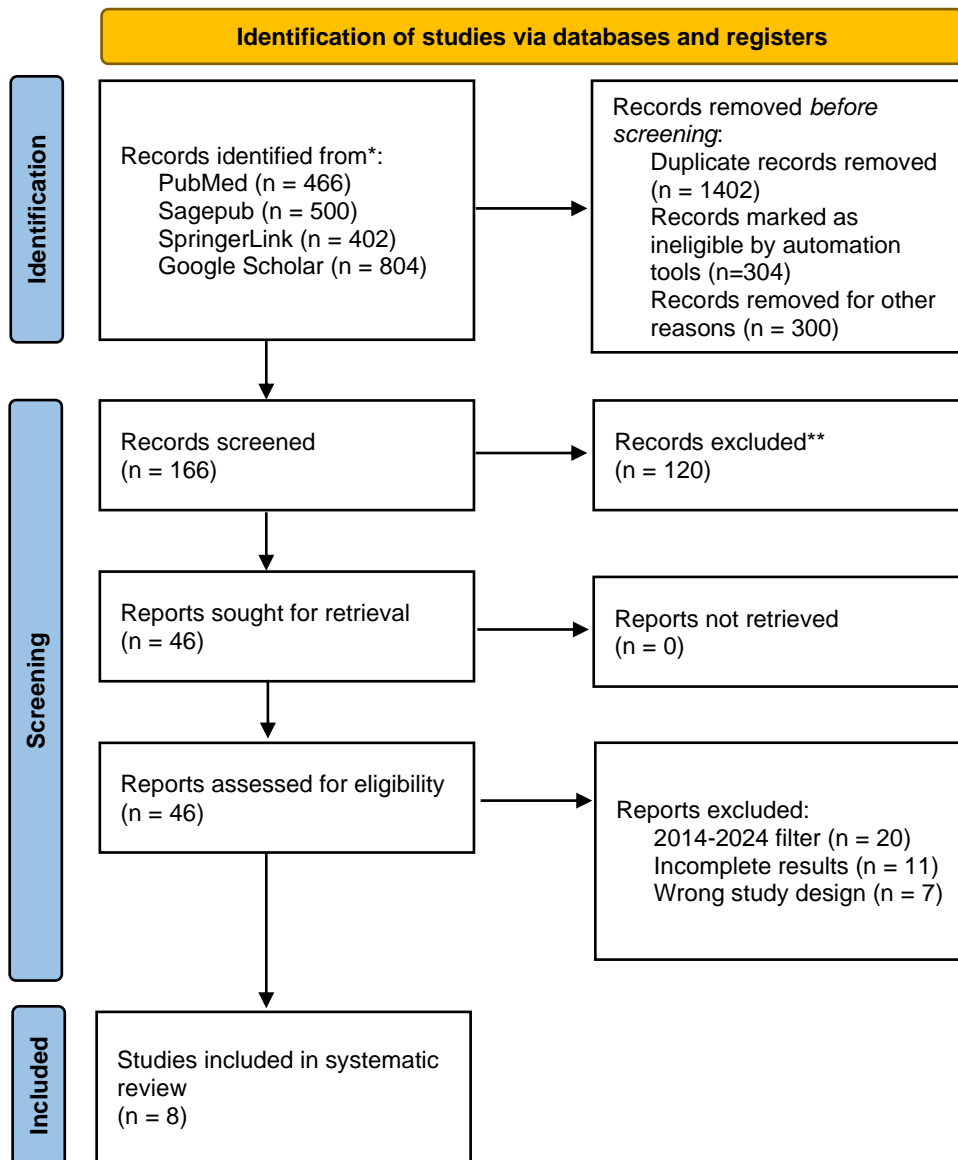 Identification of studies via databases and registers
Identification
Records identified from*:
PubMed (n = 466)
Sagepub (n = 500)
SpringerLink (n = 402)
Google Scholar (n = 804)
Records removed before
screening:
Duplicate records removed
(n = 1402)
Records marked as
ineligible by automation
tools (n=304)
Records removed for other
reasons (n = 300)
Screening
Records screened
(n = 166)
Records excluded**
(n = 120)
Reports sought for retrieval
(n = 46)
Reports not retrieved
(n = 0)
Reports assessed for eligibility
(n = 46)
Reports excluded:
2014-2024 filter (n = 20)
Incomplete results (n = 11)
Wrong study design (n = 7)
Included
Studies included in systematic
review
(n = 8)